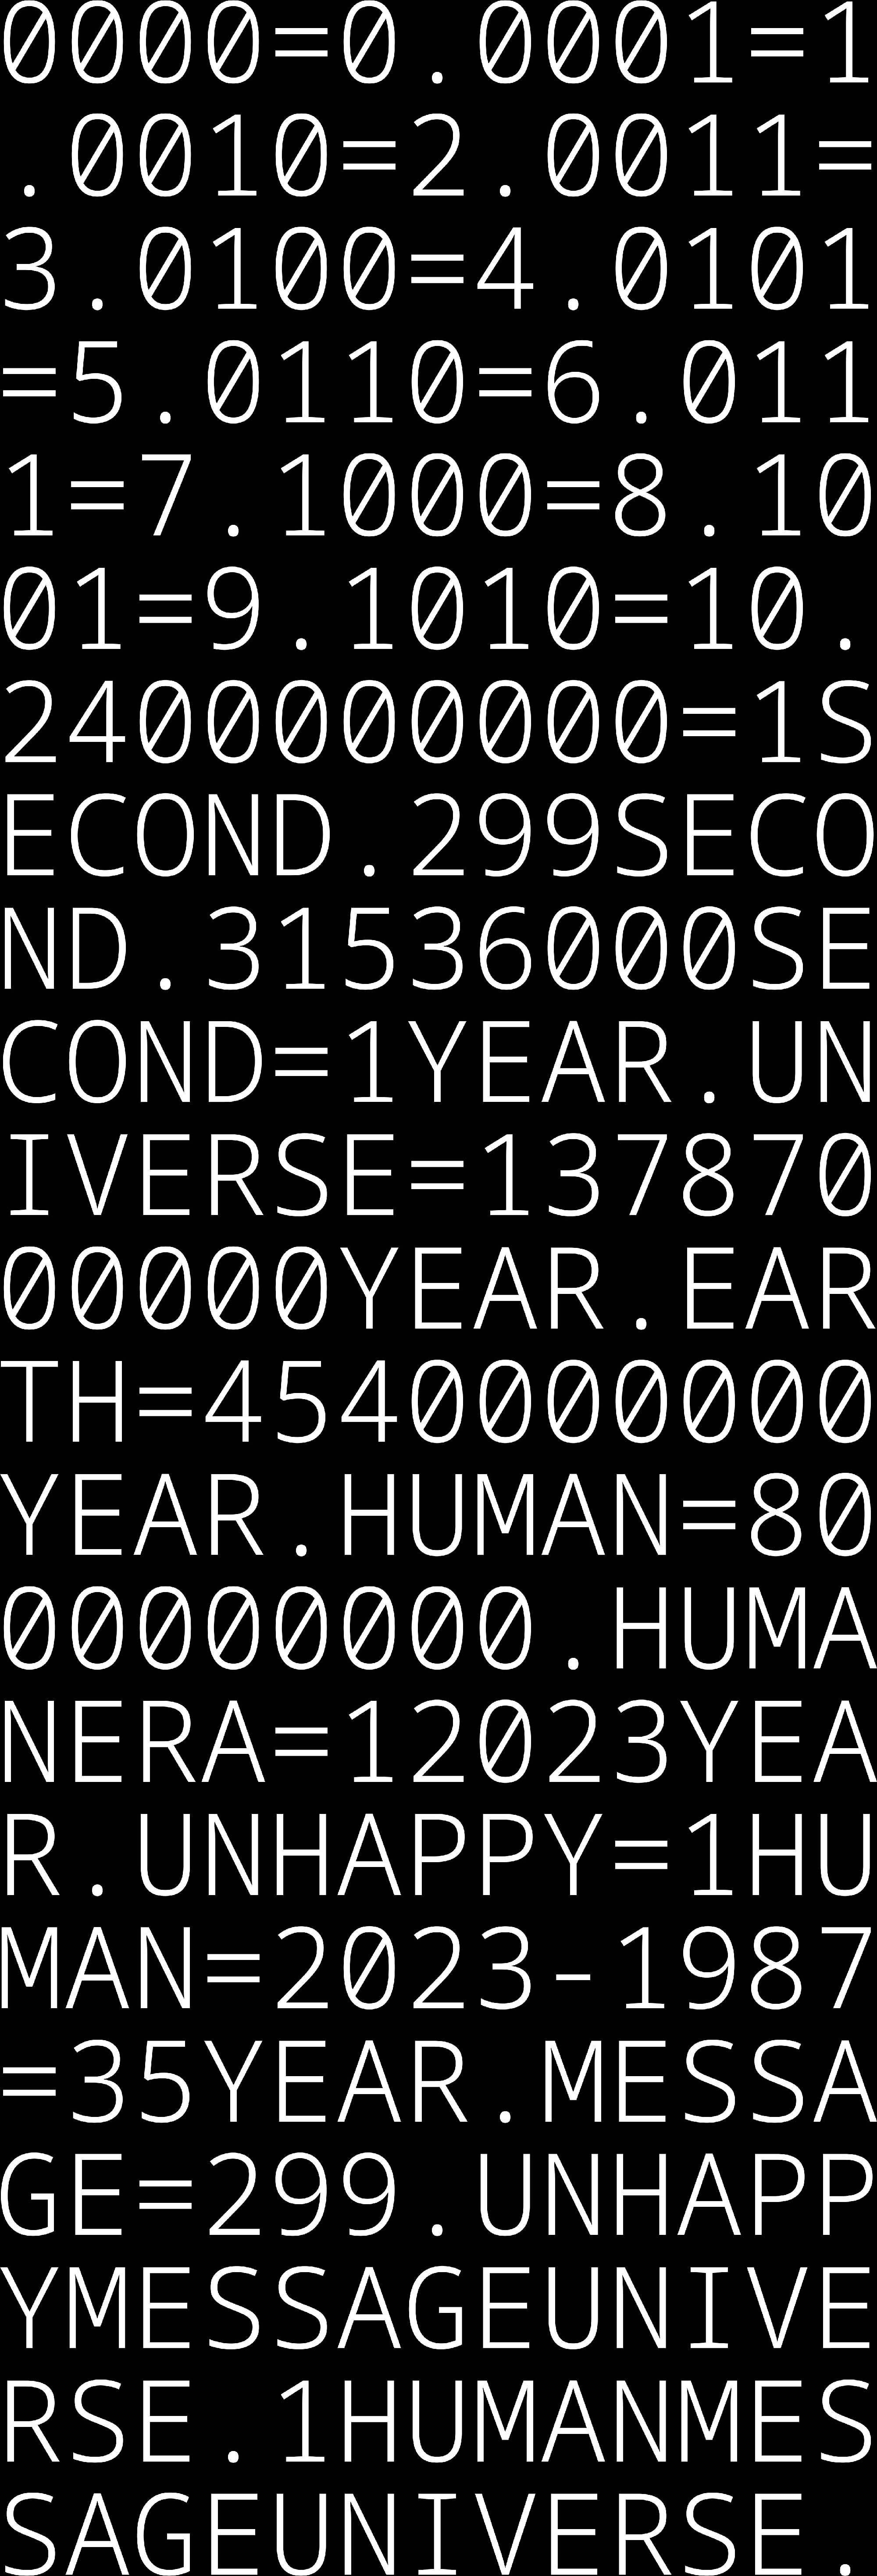 0000=0.0001=1
.0010=2.0011=
3.0100=4.0101
=5.0110=6.011
1=7.1000=8.10
01=9.1010=10.
2400000000=1S
ECOND.299SECO
ND.31536000SE
COND=1YEAR.UN
IVERSE=137870
00000YEAR.EAR
TH=4540000000
YEAR.HUMAN=80
00000000.HUMA
NERA=12023YEA
R.UNHAPPY=1HU
MAN=2023-1987
=35YEAR.MESSA
GE=299.UNHAPP
YMESSAGEUNIVE
RSE.1HUMANMES
SAGEUNIVERSE.